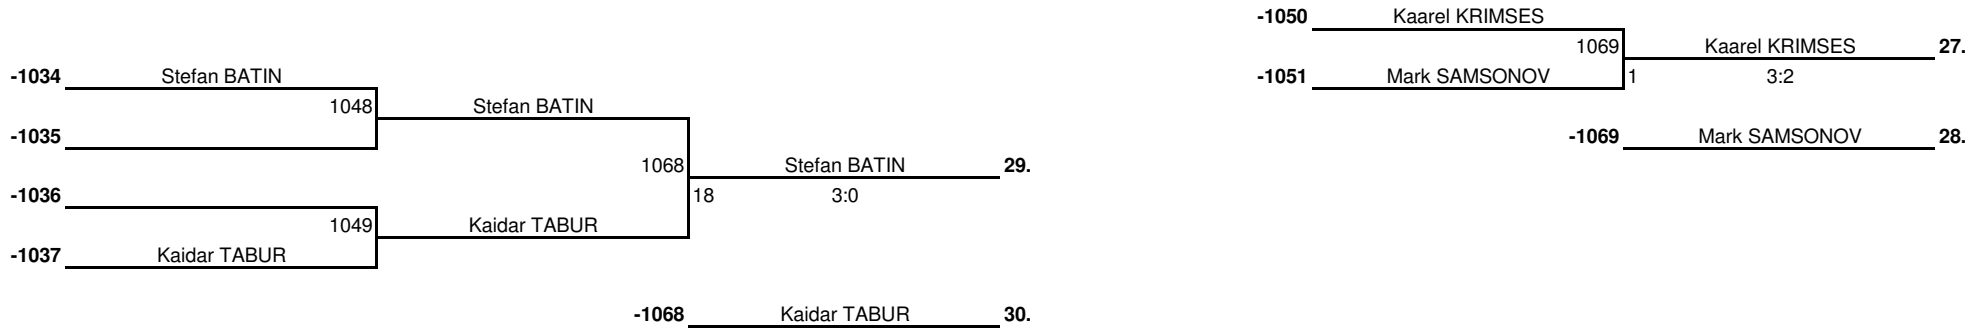 -1050 Kaarel KRIMSES
1069 Kaarel KRIMSES 27.
-1034 Stefan BATIN
-1051 Mark SAMSONOV 1 3:2
1048 Stefan BATIN
-1035
-1069 Mark SAMSONOV 28.
1068 Stefan BATIN 29.
-1036
18 3:0
1049 Kaidar TABUR
-1037 Kaidar TABUR
-1068 Kaidar TABUR 30.